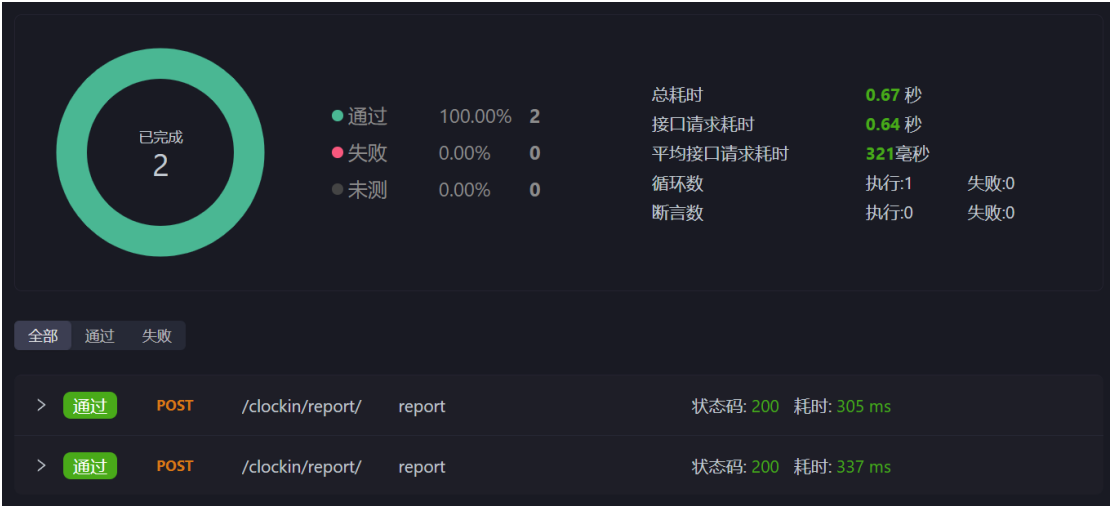 已完成
2
通过 100.00% 2
失败 0.00% 0
未测 0.00% 0
总耗时 0.67 秒
接口请求耗时 0.64 秒
平均接口请求耗时 321毫秒
循环数 执行:1 失败:0
断言数 执行:0 失败:0
全部 通过 失败
通过 POST /clockin/report/ report 状态码: 200 耗时: 305 ms
通过 POST /clockin/report/ report 状态码: 200 耗时: 337 ms